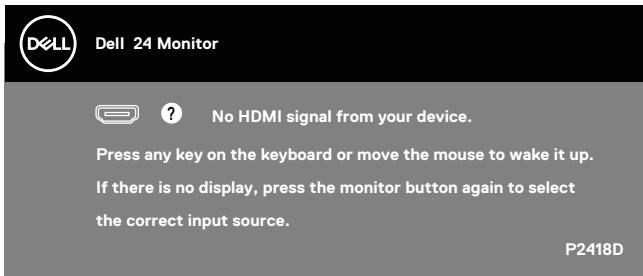 DELL
Dell 24 Monitor
? No HDMI signal from your device.
Press any key on the keyboard or move the mouse to wake it up.
If there is no display, press the monitor button again to select
the correct input source.
P2418D